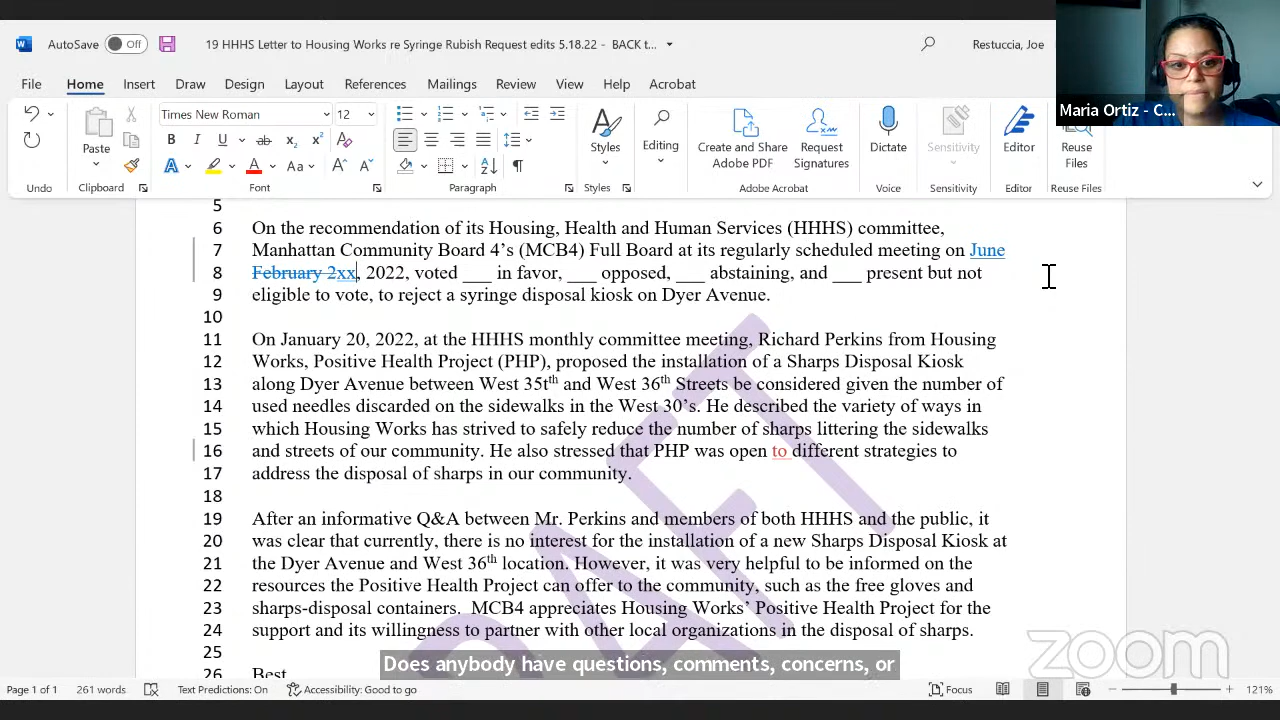 AutoSave Off 19 HHHS Letter to Housing Works re Syringe Rubish Request edits 5.18.22 - BACK t... Restuccia, Joe
File Home Insert Draw Design Layout References Mailings Review View Help Acrobat
Maria Ortiz - C...
Times New Roman 12
Paste Styles Editing Create and Share Adobe PDF Request Signatures Dictate Sensitivity Editor Reuse Files
Undo Clipboard Font Paragraph Styles Adobe Acrobat Voice Sensitivity Editor Reuse Files
5
6 On the recommendation of its Housing, Health and Human Services (HHHS) committee,
7 Manhattan Community Board 4’s (MCB4) Full Board at its regularly scheduled meeting on June
8 February 2xx, 2022, voted ___ in favor, ___ opposed, ___ abstaining, and ___ present but not
9 eligible to vote, to reject a syringe disposal kiosk on Dyer Avenue.
10
11 On January 20, 2022, at the HHHS monthly committee meeting, Richard Perkins from Housing
12 Works, Positive Health Project (PHP), proposed the installation of a Sharps Disposal Kiosk
13 along Dyer Avenue between West 35th and West 36th Streets be considered given the number of
14 used needles discarded on the sidewalks in the West 30’s. He described the variety of ways in
15 which Housing Works has strived to safely reduce the number of sharps littering the sidewalks
16 and streets of our community. He also stressed that PHP was open to different strategies to
17 address the disposal of sharps in our community.
18
19 After an informative Q&A between Mr. Perkins and members of both HHHS and the public, it
20 was clear that currently, there is no interest for the installation of a new Sharps Disposal Kiosk at
21 the Dyer Avenue and West 36th location. However, it was very helpful to be informed on the
22 resources the Positive Health Project can offer to the community, such as the free gloves and
23 sharps-disposal containers.  MCB4 appreciates Housing Works’ Positive Health Project for the
24 support and its willingness to partner with other local organizations in the disposal of sharps.
25
26 Best
DRAFT
zoom
Does anybody have questions, comments, concerns, or
Page 1 of 1 261 words Text Predictions: On Accessibility: Good to go Focus 121%